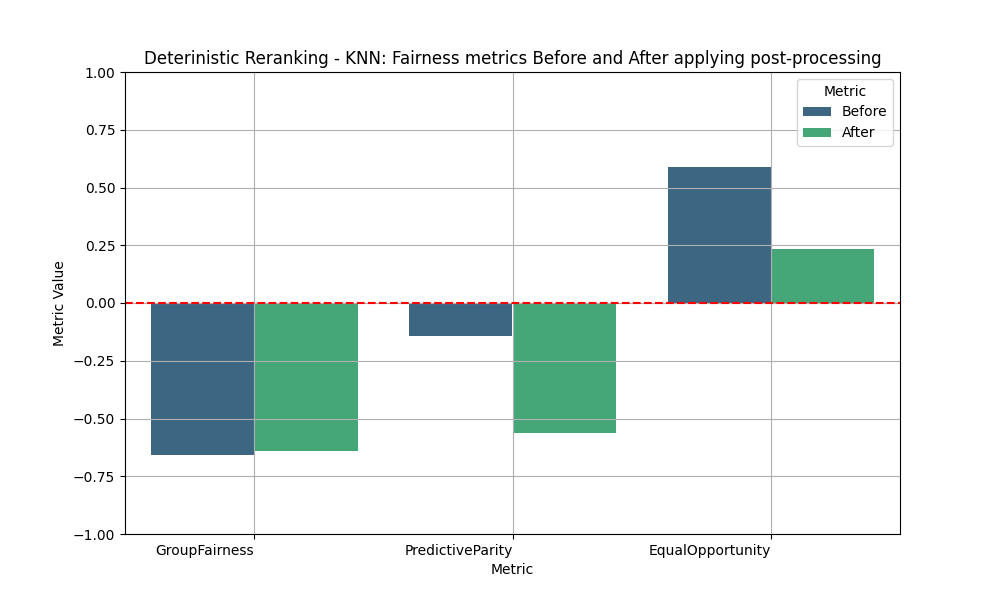 Deterinistic Reranking - KNN: Fairness metrics Before and After applying post-processing
Metric
Before
After
1.00
0.75
0.50
0.25
0.00
−0.25
−0.50
−0.75
−1.00
Metric Value
GroupFairness
PredictiveParity
EqualOpportunity
Metric